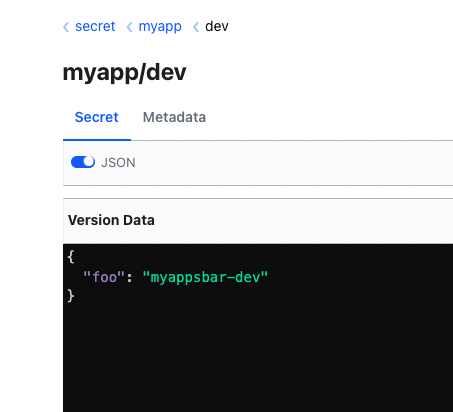 secret myapp dev
myapp/dev
Secret Metadata
JSON
Version Data
{
"foo": "myappsbar-dev"
}